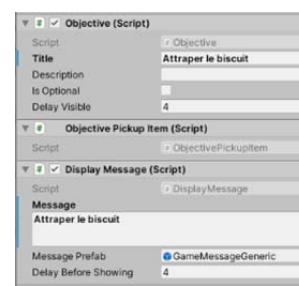 Objective (Script)
Script Objective
Title Attraper le biscuit
Description
Is Optional
Delay Visible 4
Objective Pickup Item (Script)
Script ObjectivePickupItem
Display Message (Script)
Script DisplayMessage
Message
Attraper le biscuit
Message Prefab GameMessageGeneric
Delay Before Showing 4